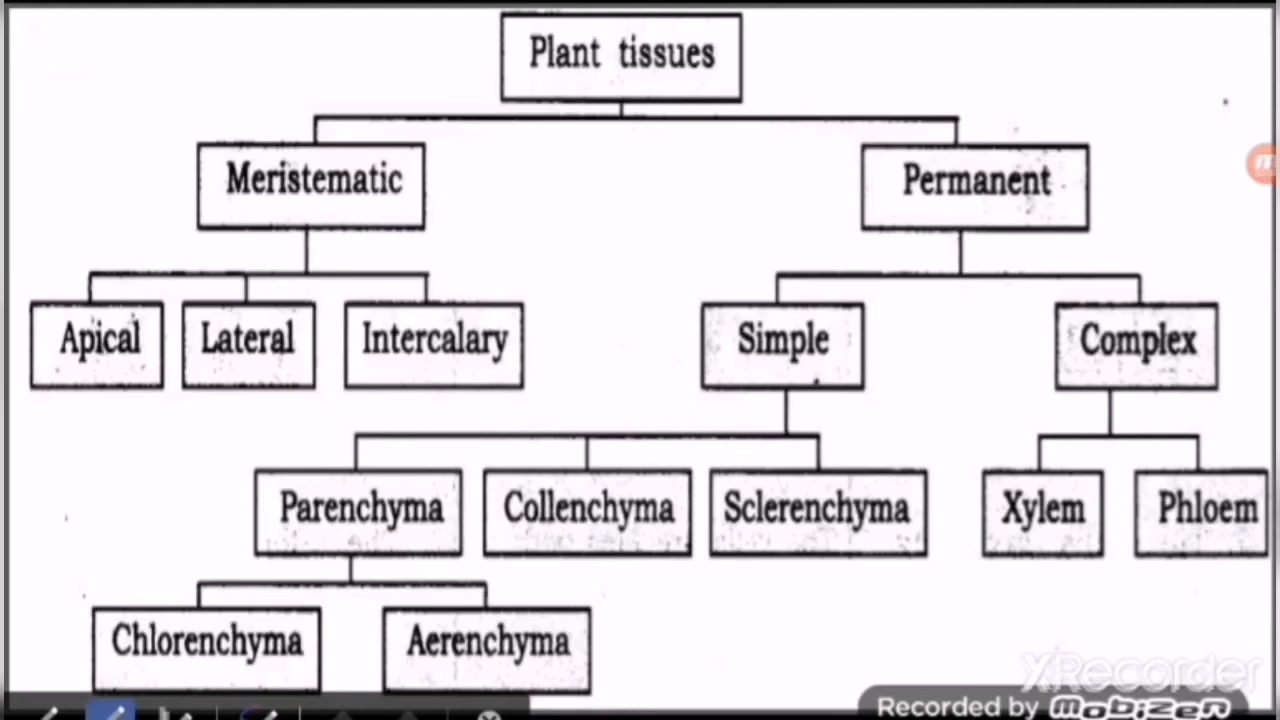 Plant tissues
Meristematic
Permanent
Apical
Lateral
Intercalary
Simple
Complex
Parenchyma
Collenchyma
Sclerenchyma
Xylem
Phloem
Chlorenchyma
Aerenchyma
XRecorder
Recorded by mobizen